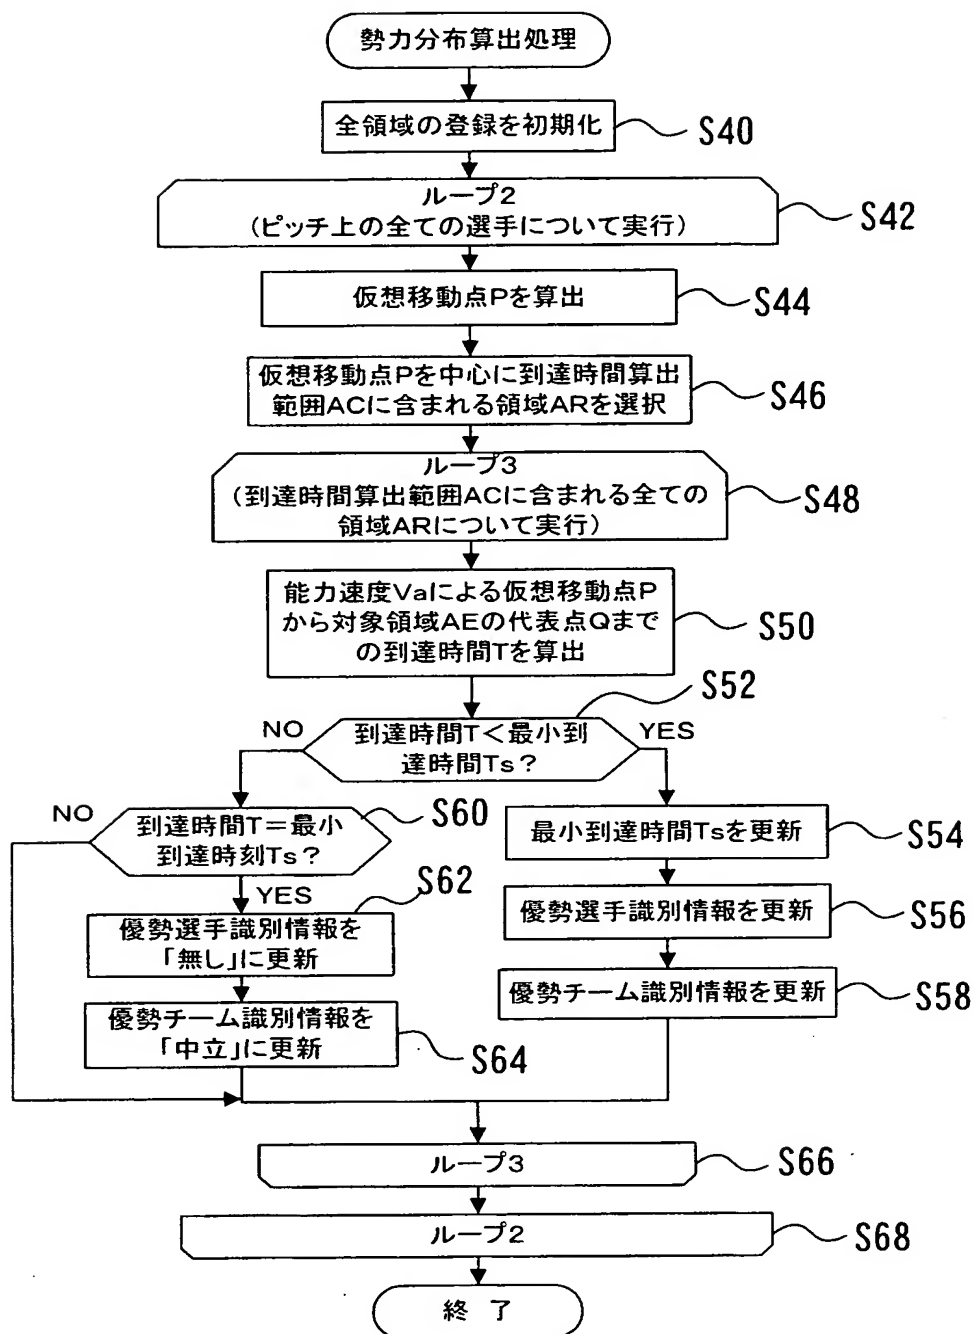 勢力分布算出処理
全領域の登録を初期化
S40
ループ2
(ピッチ上の全ての選手について実行)
S42
仮想移動点Pを算出
S44
仮想移動点Pを中心に到達時間算出
範囲ACに含まれる領域ARを選択
S46
ループ3
(到達時間算出範囲ACに含まれる全ての
領域ARについて実行)
S48
能力速度Vaによる仮想移動点P
から対象領域AEの代表点Qまで
の到達時間Tを算出
S50
S52
NO
到達時間T<最小到
達時間Ts?
YES
NO
到達時間T=最小
到達時刻Ts?
S60
最小到達時間Tsを更新
S54
YES
S62
優勢選手識別情報を
「無し」に更新
優勢選手識別情報を更新
S56
優勢チーム識別情報を
「中立」に更新
S64
優勢チーム識別情報を更新
S58
ループ3
S66
ループ2
S68
終 了